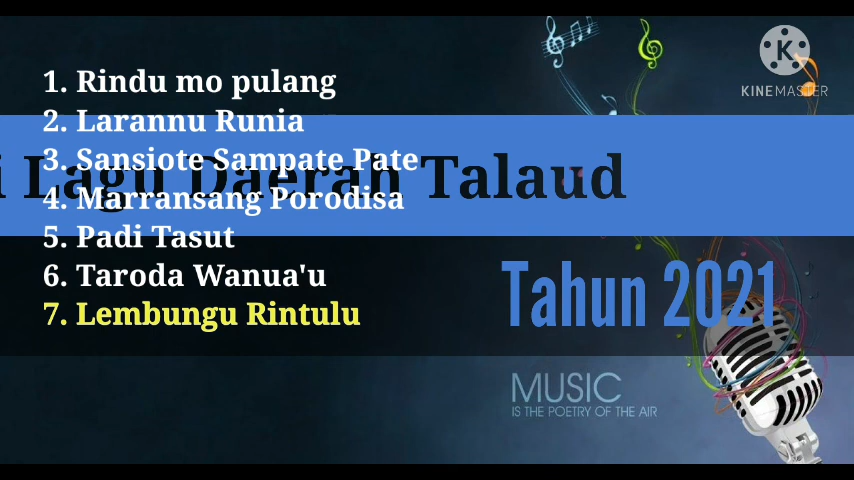 1. Rindu mo pulang
2. Larannu Runia
3. Sansiote Sampate Pate
4. Marransang Porodisa
5. Padi Tasut
6. Taroda Wanua'u
7. Lembungu Rintulu
i Lagu Daerah Talaud
Tahun 2021
MUSIC
IS THE POETRY OF THE AIR
K
KINEMASTER